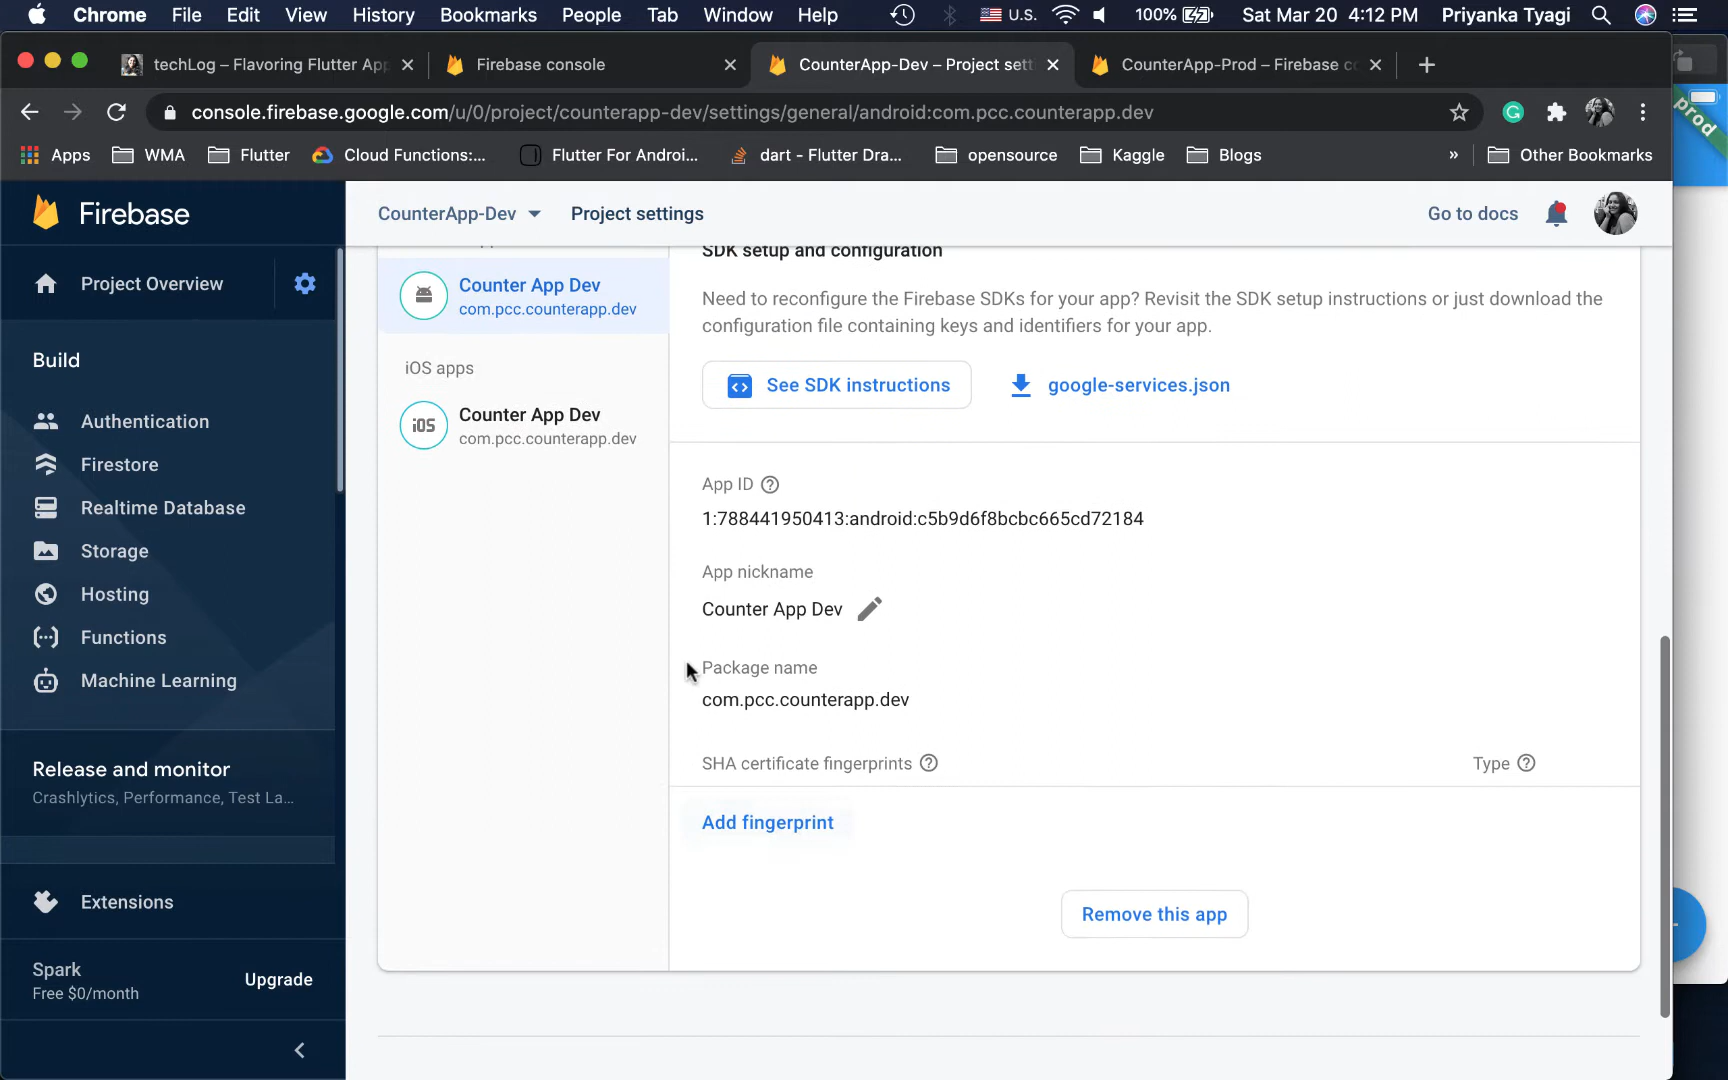 Chrome File Edit View History Bookmarks People Tab Window Help U.S. 100% Sat Mar 20 4:12 PM Priyanka Tyagi
techLog – Flavoring Flutter App
Firebase console
CounterApp-Dev – Project sett
CounterApp-Prod – Firebase co
console.firebase.google.com/u/0/project/counterapp-dev/settings/general/android:com.pcc.counterapp.dev
Apps WMA Flutter Cloud Functions:... Flutter For Androi... dart - Flutter Dra... opensource Kaggle Blogs » Other Bookmarks
prod
Firebase
CounterApp-Dev Project settings Go to docs
Project Overview
Build
Authentication
Firestore
Realtime Database
Storage
Hosting
Functions
Machine Learning
Release and monitor
Crashlytics, Performance, Test La...
Extensions
Spark
Free $0/month
Upgrade
Counter App Dev
com.pcc.counterapp.dev
iOS apps
iOS
Counter App Dev
com.pcc.counterapp.dev
SDK setup and configuration
Need to reconfigure the Firebase SDKs for your app? Revisit the SDK setup instructions or just download the
configuration file containing keys and identifiers for your app.
See SDK instructions google-services.json
App ID
1:788441950413:android:c5b9d6f8bcbc665cd72184
App nickname
Counter App Dev
Package name
com.pcc.counterapp.dev
SHA certificate fingerprints Type
Add fingerprint
Remove this app